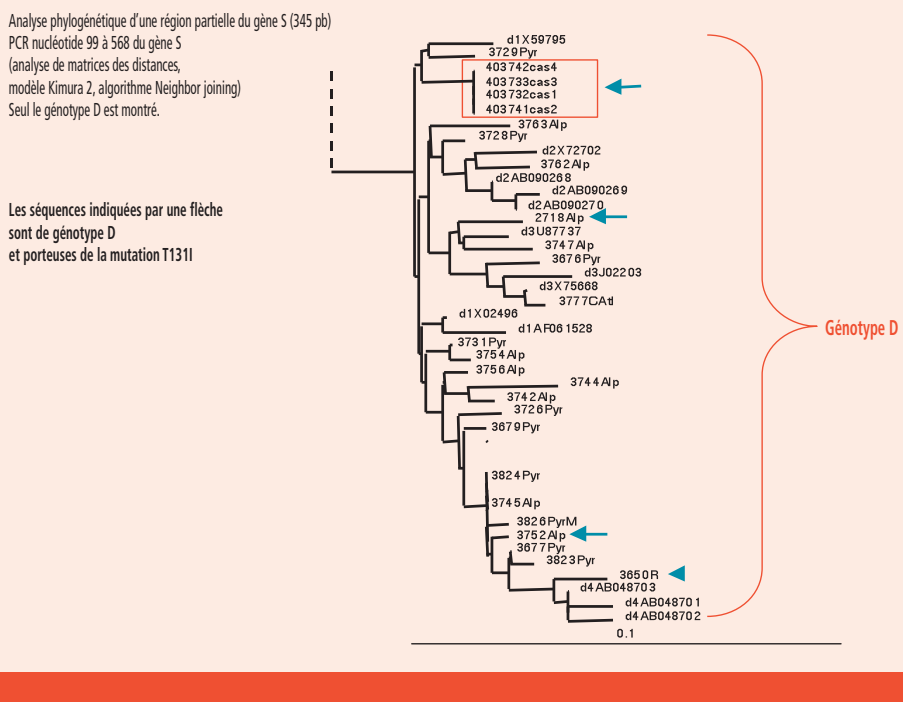 Analyse phylogénétique d'une région partielle du gène S (345 pb)
PCR nucléotide 99 à 568 du gène S
(analyse de matrices des distances,
modèle Kimura 2, algorithme Neighbor joining)
Seul le génotype D est montré.
Les séquences indiquées par une flèche
sont de génotype D
et porteuses de la mutation T131I
d1X59795
3729Pyr
403742cas4
403733cas3
403732cas1
403741cas2
3763Alp
3728Pyr
d2X72702
3762Alp
d2AB090268
d2AB090269
d2AB090270
2718Alp
d3U87737
3747Alp
3676Pyr
d3J02203
d3X75668
3777CAtl
d1X02496
d1AF061528
3731Pyr
3754Alp
3756Alp
3744Alp
3742Alp
3726Pyr
3679Pyr
3824Pyr
3745Alp
3826PyrM
3752Alp
3677Pyr
3823Pyr
3650R
d4AB048703
d4AB048701
d4AB048702
0.1
Génotype D